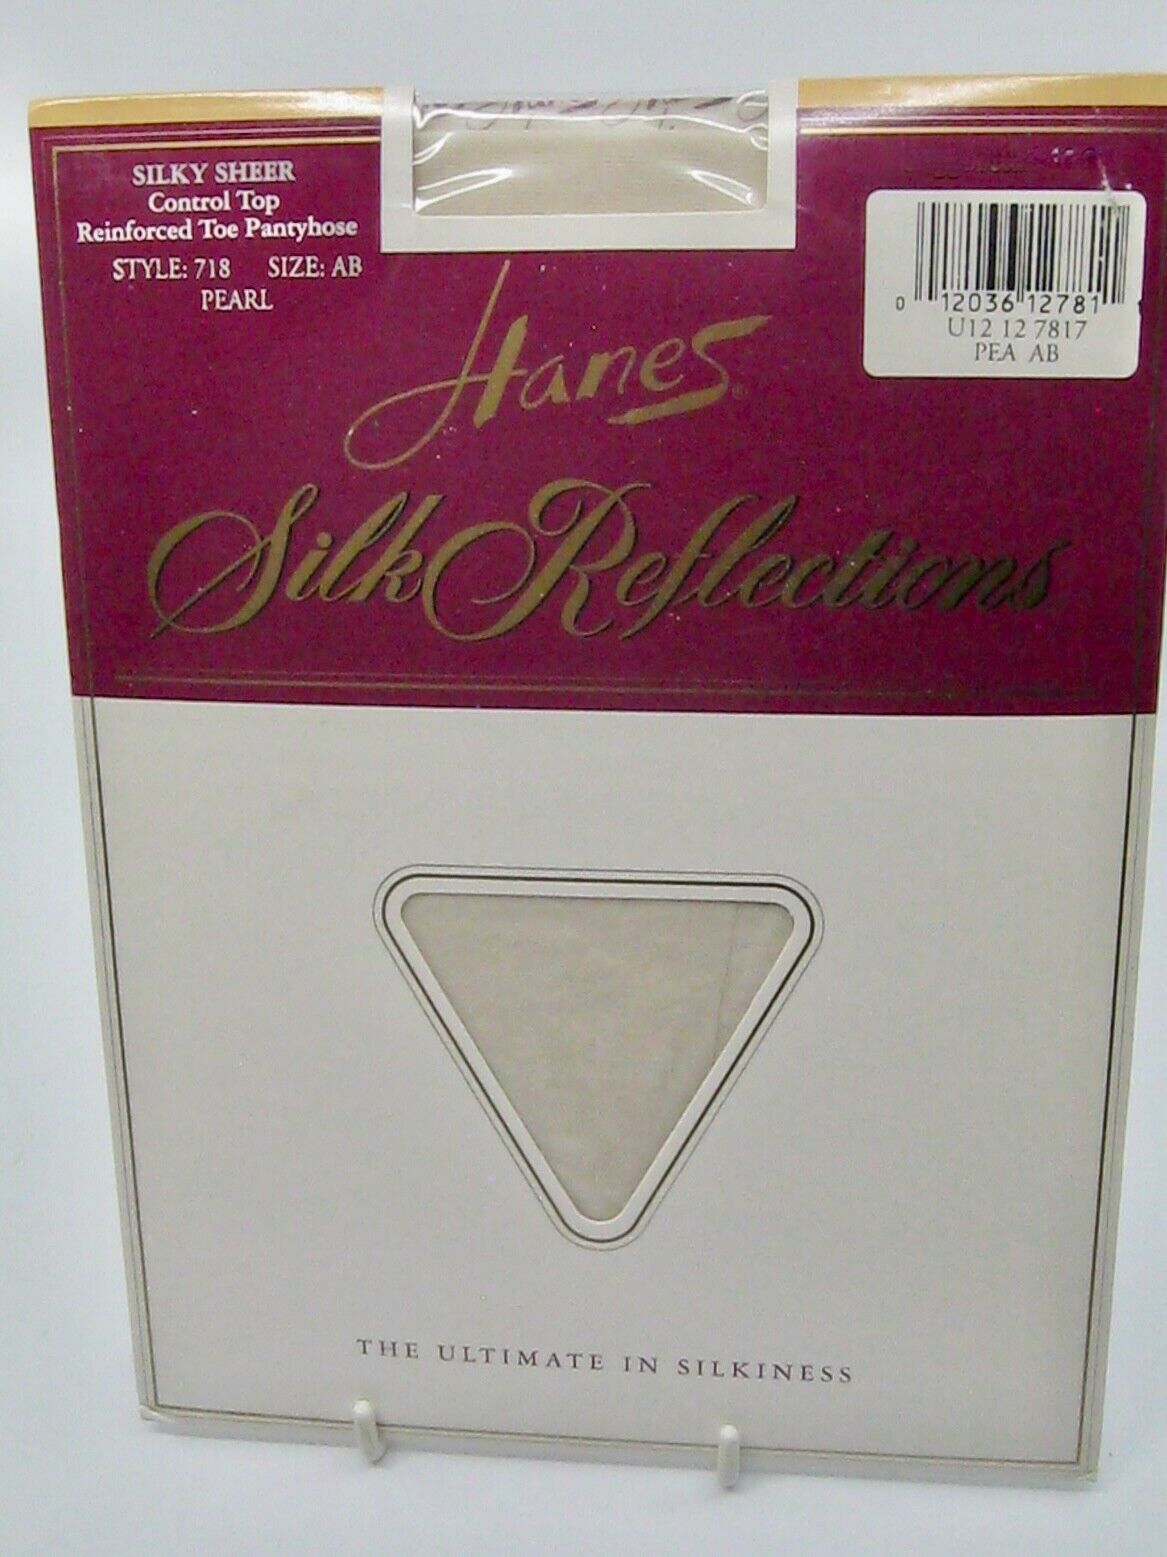 SILKY SHEER
Control Top
Reinforced Toe Pantyhose
STYLE: 718 SIZE: AB
PEARL
0 12036 12781
U12 12 7817
PEA AB
Hanes
Silk Reflections
THE ULTIMATE IN SILKINESS